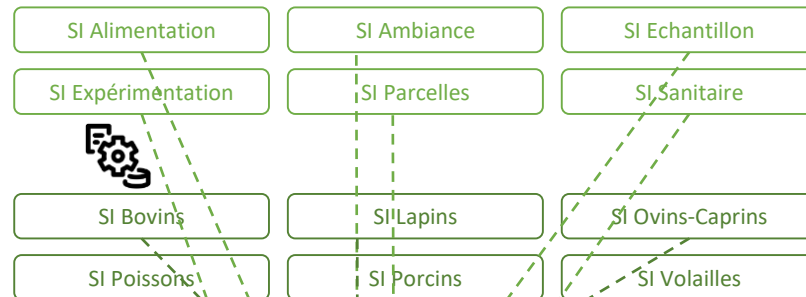 SI Alimentation
SI Ambiance
SI Echantillon
SI Expérimentation
SI Parcelles
SI Sanitaire
SI Bovins
SI Lapins
SI Ovins-Caprins
SI Poissons
SI Porcins
SI Volailles